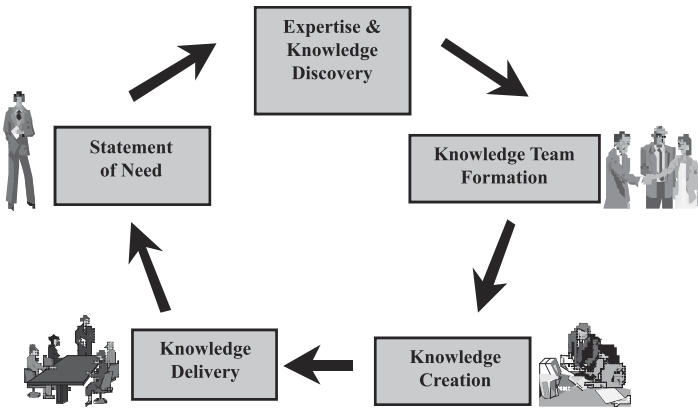 Expertise &
Knowledge
Discovery
Statement
of Need
Knowledge Team
Formation
Knowledge
Delivery
Knowledge
Creation